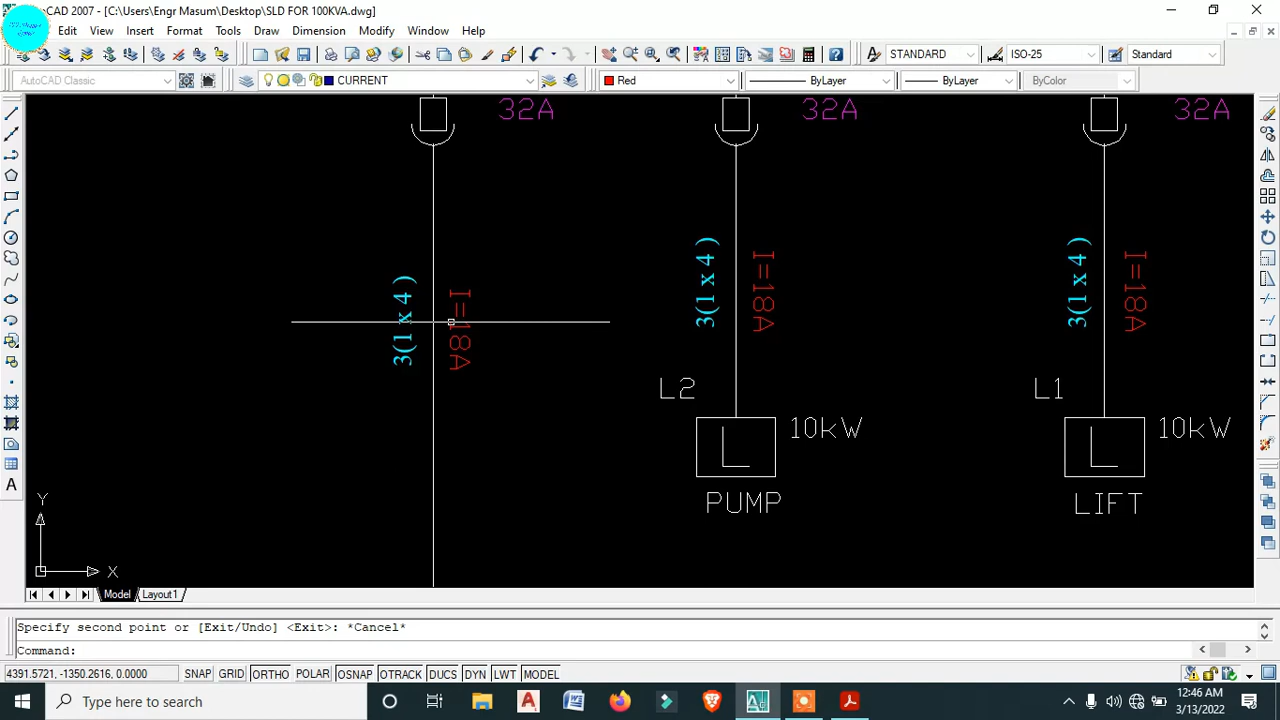 CAD 2007 - [C:\Users\Engr Masum\Desktop\SLD FOR 100KVA.dwg]
Edit View Insert Format Tools Draw Dimension Modify Window Help
STANDARD ISO-25 Standard
AutoCAD Classic CURRENT Red ByLayer ByLayer ByColor
32A 32A 32A
3(1 x 4 ) I=18A 3(1 x 4 ) I=18A 3(1 x 4 ) I=18A
L2 L1
L 10kW L 10kW
PUMP LIFT
Y
X
A
Model Layout1
Specify second point or [Exit/Undo] <Exit>: *Cancel*
Command:
4391.5721, -1350.2616, 0.0000 SNAP GRID ORTHO POLAR OSNAP OTRACK DUCS DYN LWT MODEL
Type here to search
12:46 AM
3/13/2022